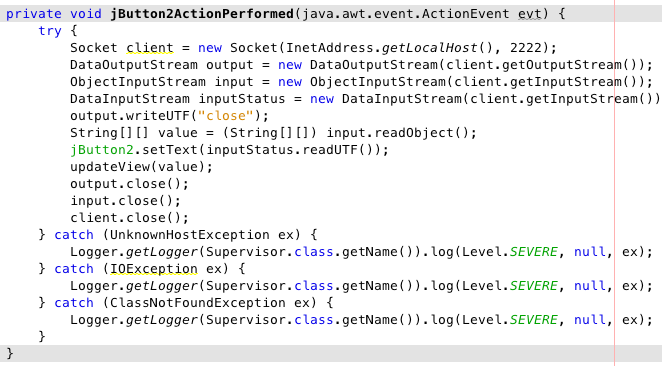 private void jButton2ActionPerformed(java.awt.event.ActionEvent evt) {
    try {
        Socket client = new Socket(InetAddress.getLocalHost(), 2222);
        DataOutputStream output = new DataOutputStream(client.getOutputStream());
        ObjectInputStream input = new ObjectInputStream(client.getInputStream());
        DataInputStream inputStatus = new DataInputStream(client.getInputStream())
        output.writeUTF("close");
        String[][] value = (String[][]) input.readObject();
        jButton2.setText(inputStatus.readUTF());
        updateView(value);
        output.close();
        input.close();
        client.close();
    } catch (UnknownHostException ex) {
        Logger.getLogger(Supervisor.class.getName()).log(Level.SEVERE, null, ex);
    } catch (IOException ex) {
        Logger.getLogger(Supervisor.class.getName()).log(Level.SEVERE, null, ex);
    } catch (ClassNotFoundException ex) {
        Logger.getLogger(Supervisor.class.getName()).log(Level.SEVERE, null, ex);
    }
}